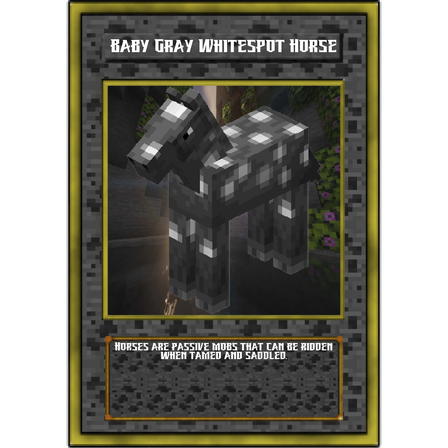 Baby Gray Whitespot Horse
Horses are passive mobs that can be ridden
when tamed and saddled.